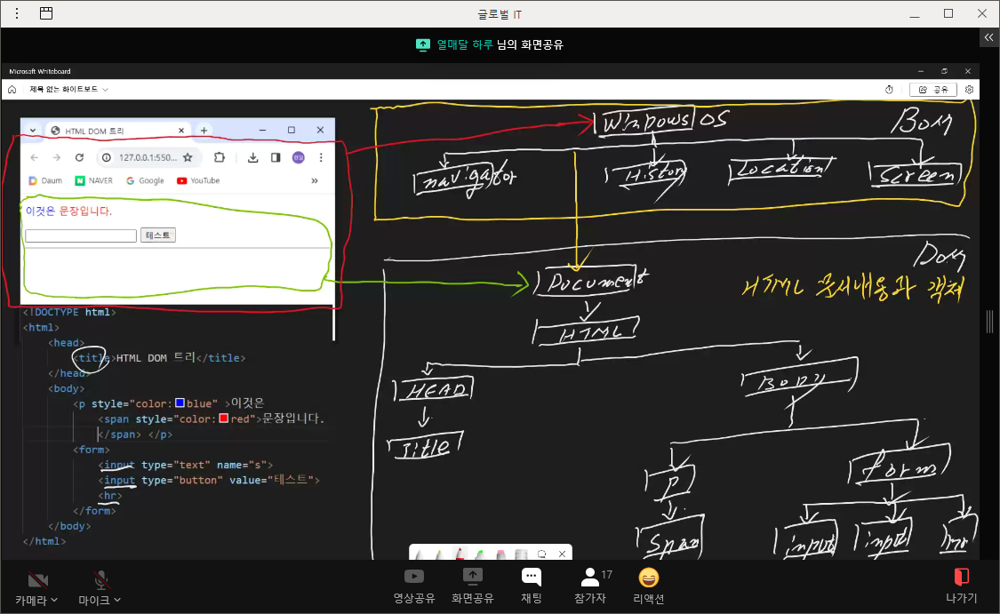 글로벌 IT
열매달 하루 님의 화면공유
Microsoft Whiteboard
제목 없는 화이트보드
공유
HTML DOM 트리
127.0.0.1:550...
Daum NAVER Google YouTube
이것은 문장입니다.
테스트
<!DOCTYPE html>
<html>
<head>
<title>HTML DOM 트리</title>
</head>
<body>
<p style="color:blue" >이것은
<span style="color:red">문장입니다.
</span> </p>
<form>
<input type="text" name="s">
<input type="button" value="테스트">
<hr>
</form>
</body>
</html>
Windows OS
BOM
navigator
History
Location
Screen
DOM
HTML 문서내용과 객체
Document
HTML
HEAD
BODY
Title
P
form
Span
input
input
hr
카메라
마이크
영상공유
화면공유
채팅
17
참가자
리액션
나가기